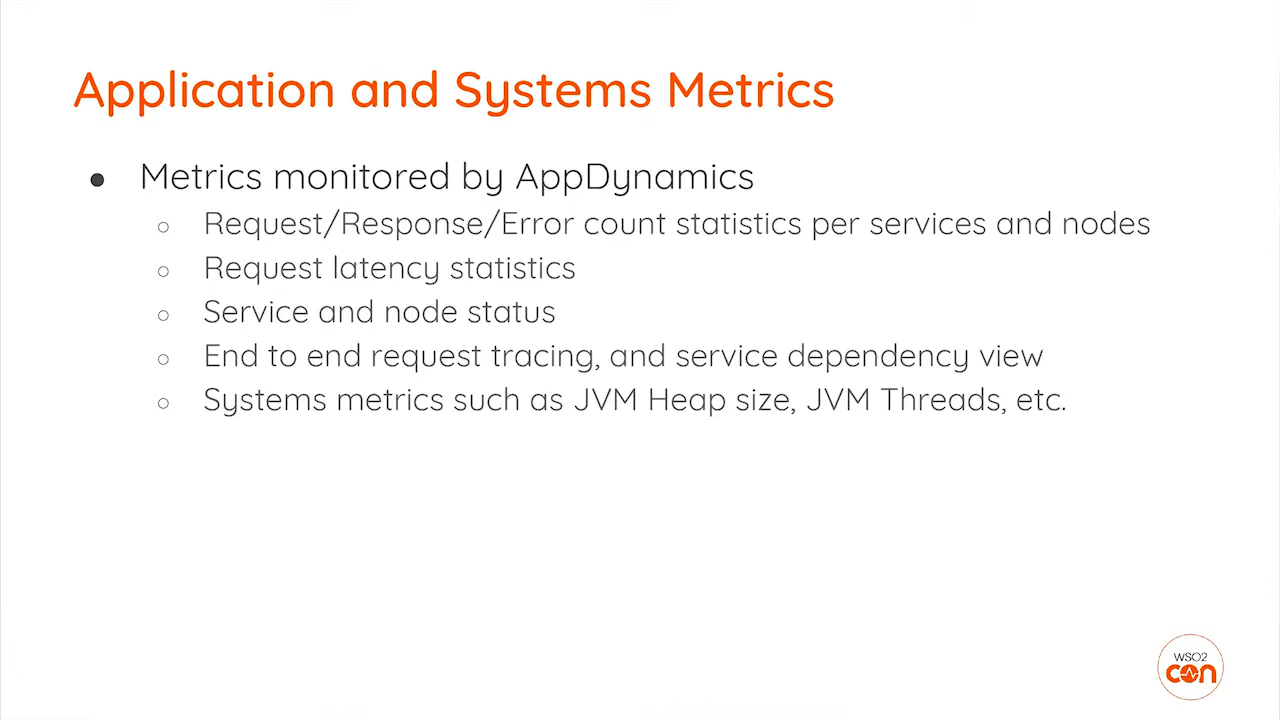 Application and Systems Metrics
● Metrics monitored by AppDynamics
○ Request/Response/Error count statistics per services and nodes
○ Request latency statistics
○ Service and node status
○ End to end request tracing, and service dependency view
○ Systems metrics such as JVM Heap size, JVM Threads, etc.
WSO2
con